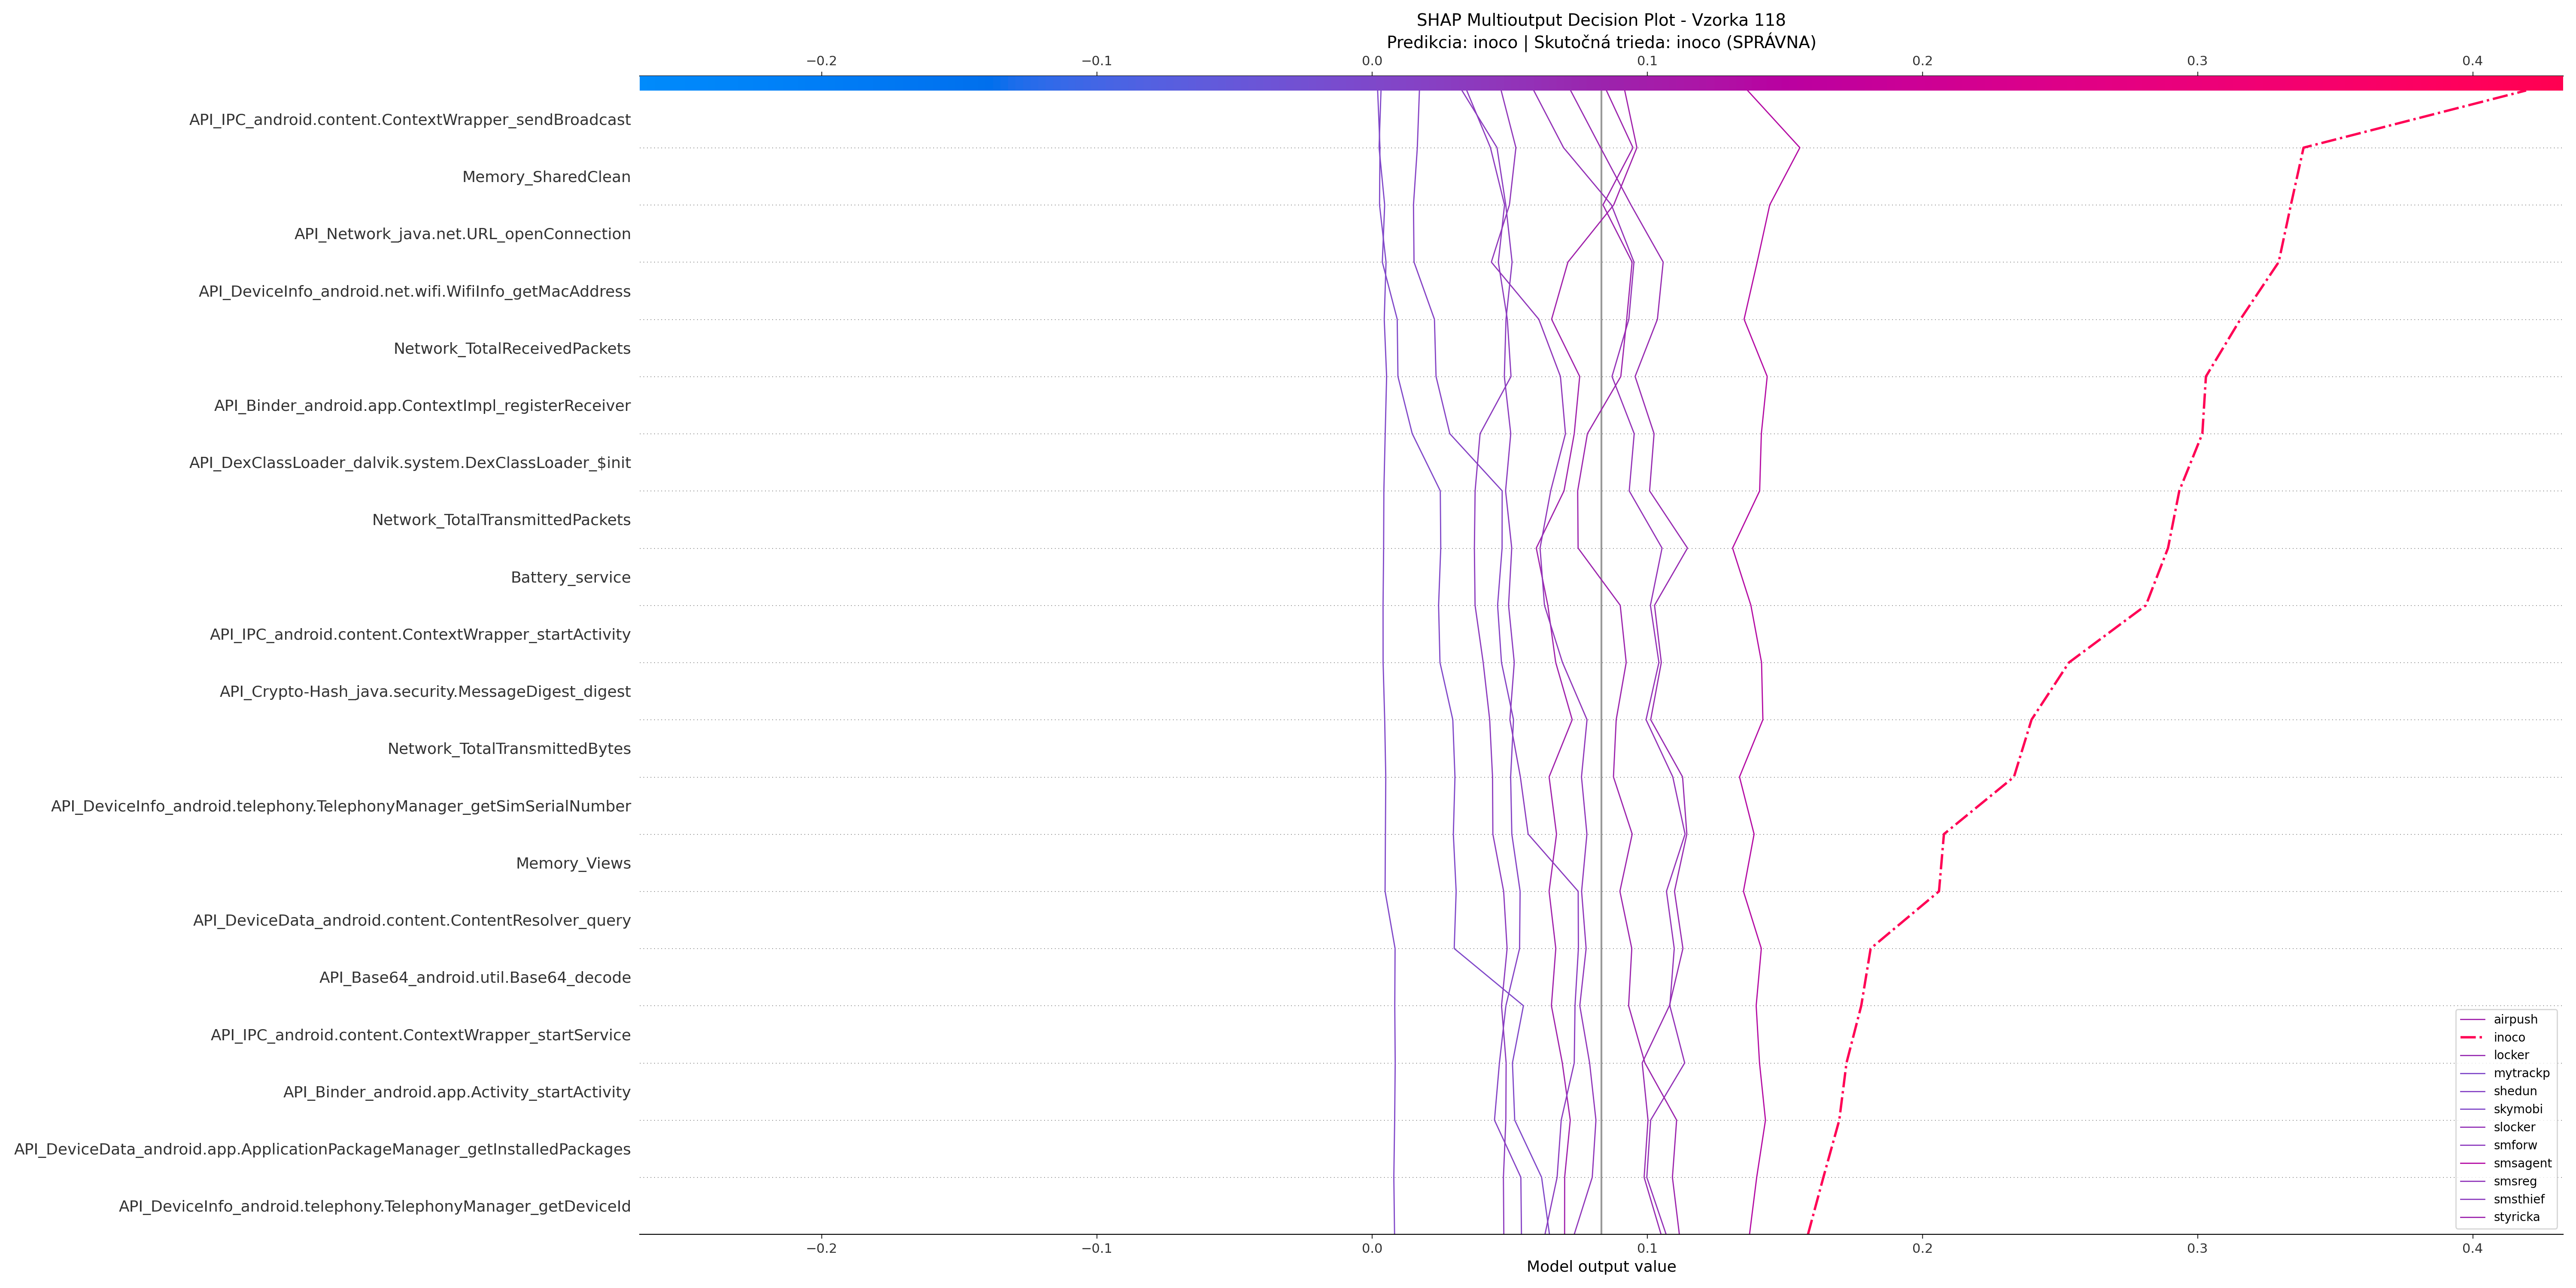 SHAP Multioutput Decision Plot - Vzorka 118
Predikcia: inoco | Skutočná trieda: inoco (SPRÁVNA)
−0.2 −0.1 0.0 0.1 0.2 0.3 0.4
API_IPC_android.content.ContextWrapper_sendBroadcast
Memory_SharedClean
API_Network_java.net.URL_openConnection
API_DeviceInfo_android.net.wifi.WifiInfo_getMacAddress
Network_TotalReceivedPackets
API_Binder_android.app.ContextImpl_registerReceiver
API_DexClassLoader_dalvik.system.DexClassLoader_$init
Network_TotalTransmittedPackets
Battery_service
API_IPC_android.content.ContextWrapper_startActivity
API_Crypto-Hash_java.security.MessageDigest_digest
Network_TotalTransmittedBytes
API_DeviceInfo_android.telephony.TelephonyManager_getSimSerialNumber
Memory_Views
API_DeviceData_android.content.ContentResolver_query
API_Base64_android.util.Base64_decode
API_IPC_android.content.ContextWrapper_startService
API_Binder_android.app.Activity_startActivity
API_DeviceData_android.app.ApplicationPackageManager_getInstalledPackages
API_DeviceInfo_android.telephony.TelephonyManager_getDeviceId
airpush
inoco
locker
mytrackp
shedun
skymobi
slocker
smforw
smsagent
smsreg
smsthief
styricka
−0.2 −0.1 0.0 0.1 0.2 0.3 0.4
Model output value